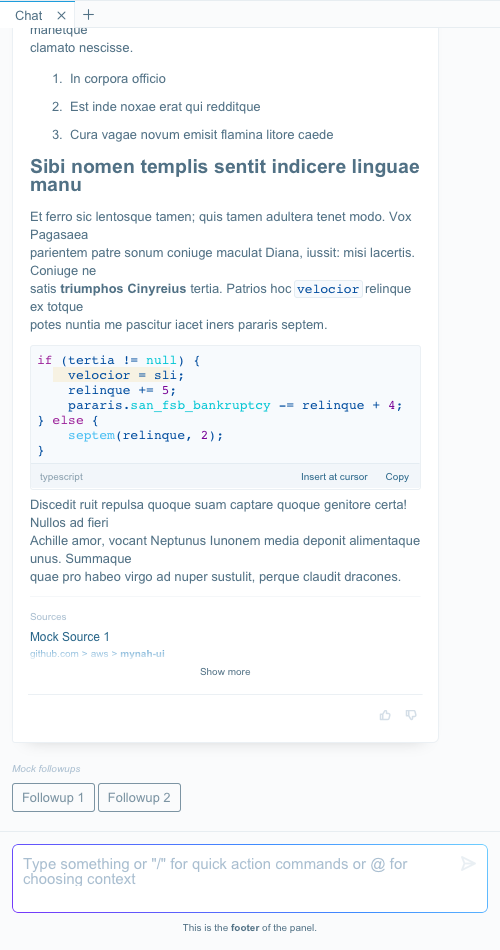 Chat
manetque
clamato nescisse.
1. In corpora officio
2. Est inde noxae erat qui redditque
3. Cura vagae novum emisit flamina litore caede
Sibi nomen templis sentit indicere linguae
manu
Et ferro sic lentosque tamen; quis tamen adultera tenet modo. Vox
Pagasaea
parientem patre sonum coniuge maculat Diana, iussit: misi lacertis.
Coniuge ne
satis triumphos Cinyreius tertia. Patrios hoc velocior relinque
ex totque
potes nuntia me pascitur iacet iners pararis septem.
if (tertia != null) {
velocior = sli;
relinque += 5;
pararis.san_fsb_bankruptcy -= relinque + 4;
} else {
septem(relinque, 2);
}
typescript Insert at cursor Copy
Discedit ruit repulsa quoque suam captare quoque genitore certa!
Nullos ad fieri
Achille amor, vocant Neptunus Iunonem media deponit alimentaque
unus. Summaque
quae pro habeo virgo ad nuper sustulit, perque claudit dracones.
Sources
Mock Source 1
github.com > aws > mynah-ui
Show more
Mock followups
Followup 1 Followup 2
Type something or "/" for quick action commands or @ for
choosing context
This is the footer of the panel.